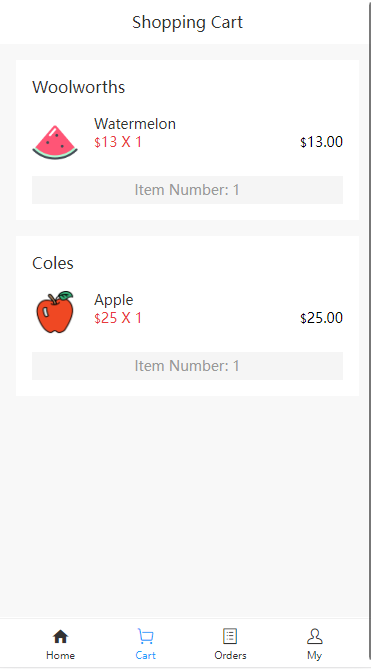 Shopping Cart
Woolworths
Watermelon
$13 X 1
$13.00
Item Number: 1
Coles
Apple
$25 X 1
$25.00
Item Number: 1
Home
Cart
Orders
My